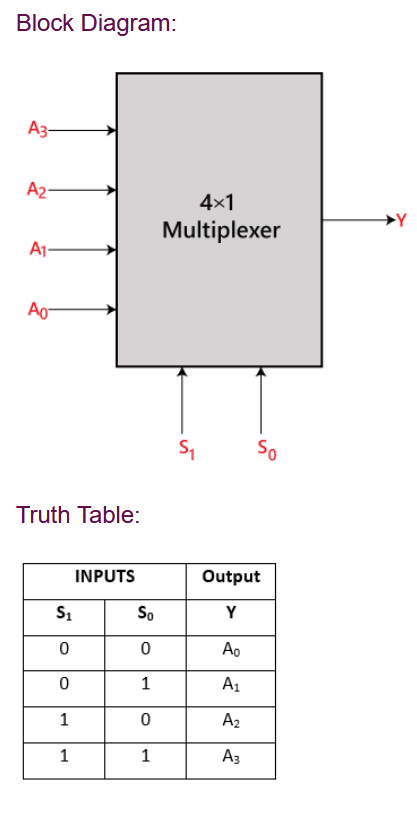 Block Diagram:
A3
A2
4×1
Multiplexer
Y
A1
A0
S1 S0
Truth Table:
INPUTS Output
S1 S0 Y
0 0 A0
0 1 A1
1 0 A2
1 1 A3